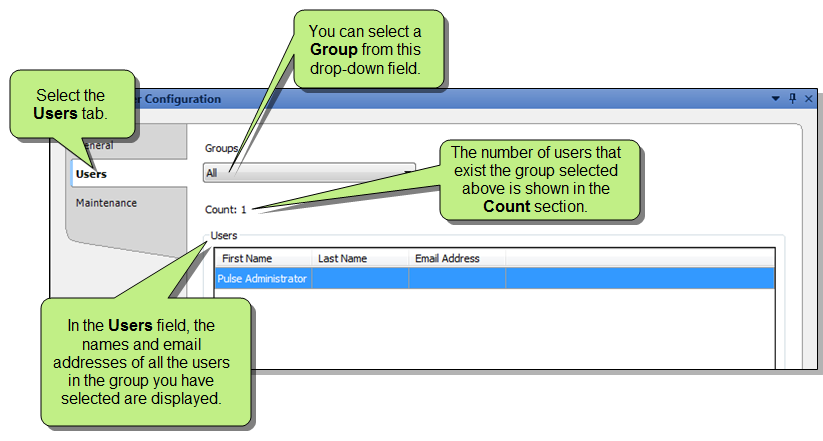 You can select a
Group from this
drop-down field.
Select the
Users tab.
Configuration
Groups
All
The number of users that
exist the group selected
above is shown in the
Count section.
Users
Maintenance
Count: 1
Users
First Name Last Name Email Address
Pulse Administrator
In the Users field, the
names and email
addresses of all the users
in the group you have
selected are displayed.